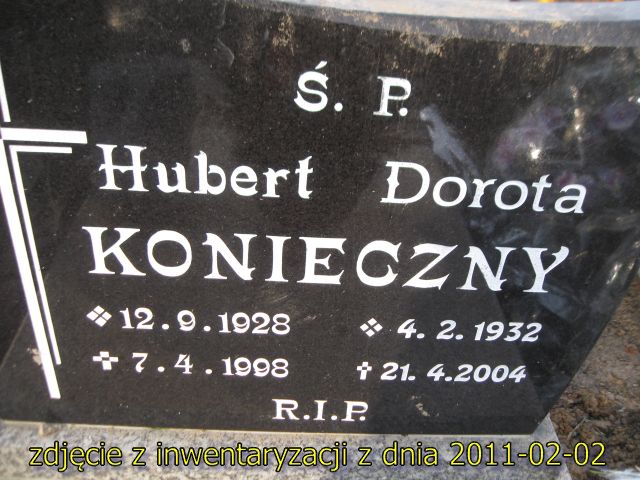 Ś. P.
Hubert Dorota
KONIECZNY
❖ 12.9.1928 ❖ 4.2.1932
✝ 7.4.1998 ✝ 21.4.2004
R.I.P.
zdjęcie z inwentaryzacji z dnia 2011-02-02